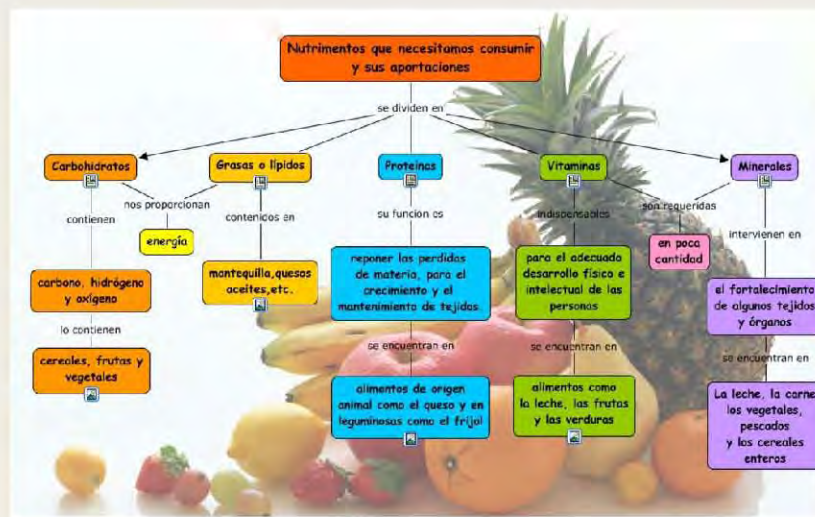 Nutrimentos que necesitamos consumir
y sus aportaciones
se dividen en
Carbohidratos
Grasas o lípidos
Proteínas
Vitaminas
Minerales
contienen
nos proporcionan
energía
contenidos en
su función es
indispensables
son requeridas
en poca
cantidad
intervienen en
carbono, hidrógeno
y oxígeno
mantequilla,quesos
aceites,etc.
reponer las perdidas
de materia, para el
crecimiento y el
mantenimiento de tejidos.
para el adecuado
desarrollo físico e
intelectual de las
personas
el fortalecimiento
de algunos tejidos
y órganos
lo contienen
se encuentran en
se encuentran en
se encuentran en
cereales, frutas y
vegetales
alimentos de origen
animal como el queso y en
leguminosas como el frijol
alimentos como
la leche, las frutas
y las verduras
La leche, la carne
los vegetales,
pescados
y los cereales
enteros